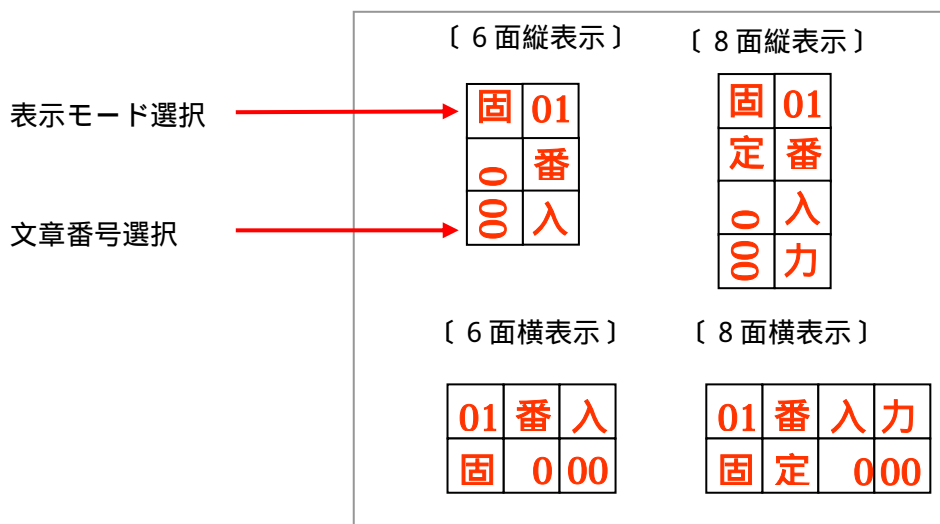 〔 6 面縦表示 〕
〔 8 面縦表示 〕
表示モード選択
文章番号選択
固 01
0 番
00 入
固 01
定 番
0 入
00 力
〔 6 面横表示 〕
〔 8 面横表示 〕
01 番 入
固 0 00
01 番 入 力
固 定 0 00